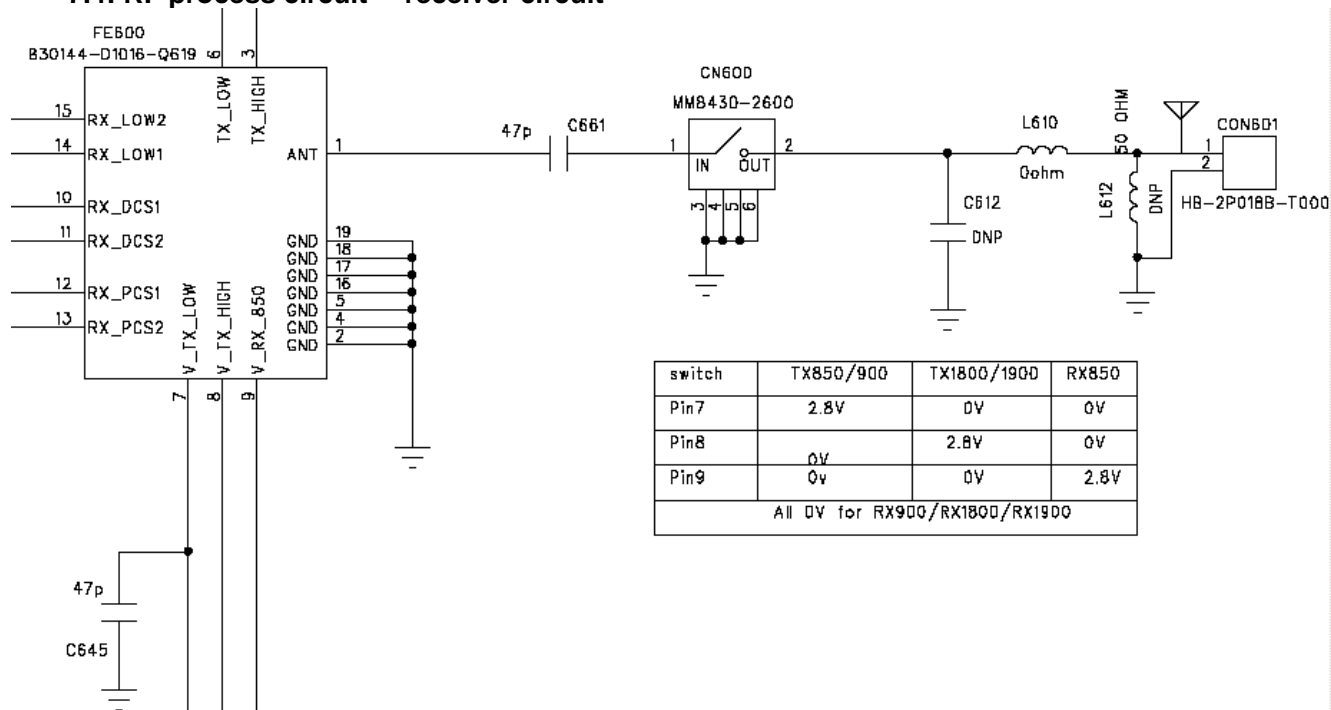 FE600
B30144-D1016-Q619
6
3
TX_LOW
TX_HIGH
15
RX_LOW2
14
RX_LOW1
10
RX_DCS1
11
RX_DCS2
12
RX_PCS1
13
RX_PCS2
ANT
1
GND
19
GND
18
GND
17
GND
16
GND
5
GND
4
GND
2
V_TX_LOW
V_TX_HIGH
V_RX_850
7
8
9
47p
C661
CN600
MM8430-2600
1
IN
OUT
2
3
4
5
6
C612
DNP
L610
0ohm
50 OHM
L612
DNP
CON601
1
2
HB-2P018B-T000
switch TX850/900 TX1800/1900 RX850
Pin7 2.8V 0V 0V
Pin8 0V 2.8V 0V
Pin9 0v 0V 2.8V
All 0V for RX900/RX1800/RX1900
47p
C645